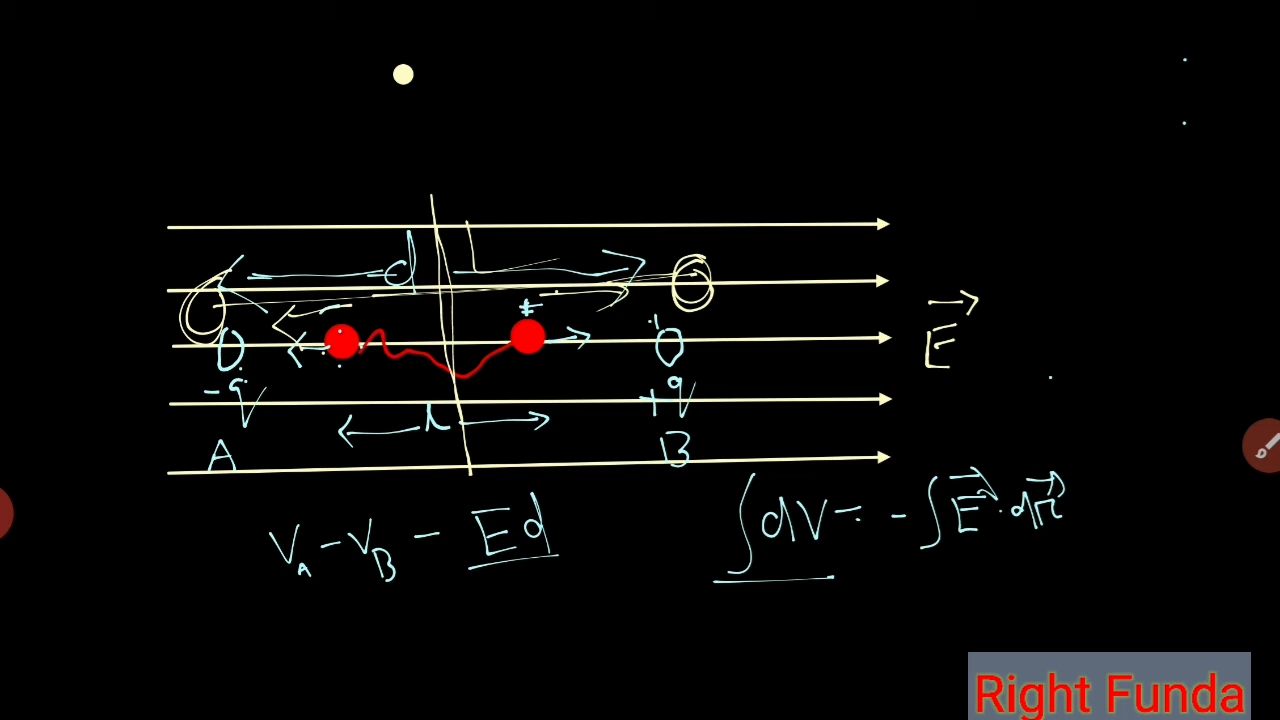 d
E
- +
-q +q
l
A B
V_A - V_B = Ed
∫dV = -∫E⃗·dr⃗
Right Funda